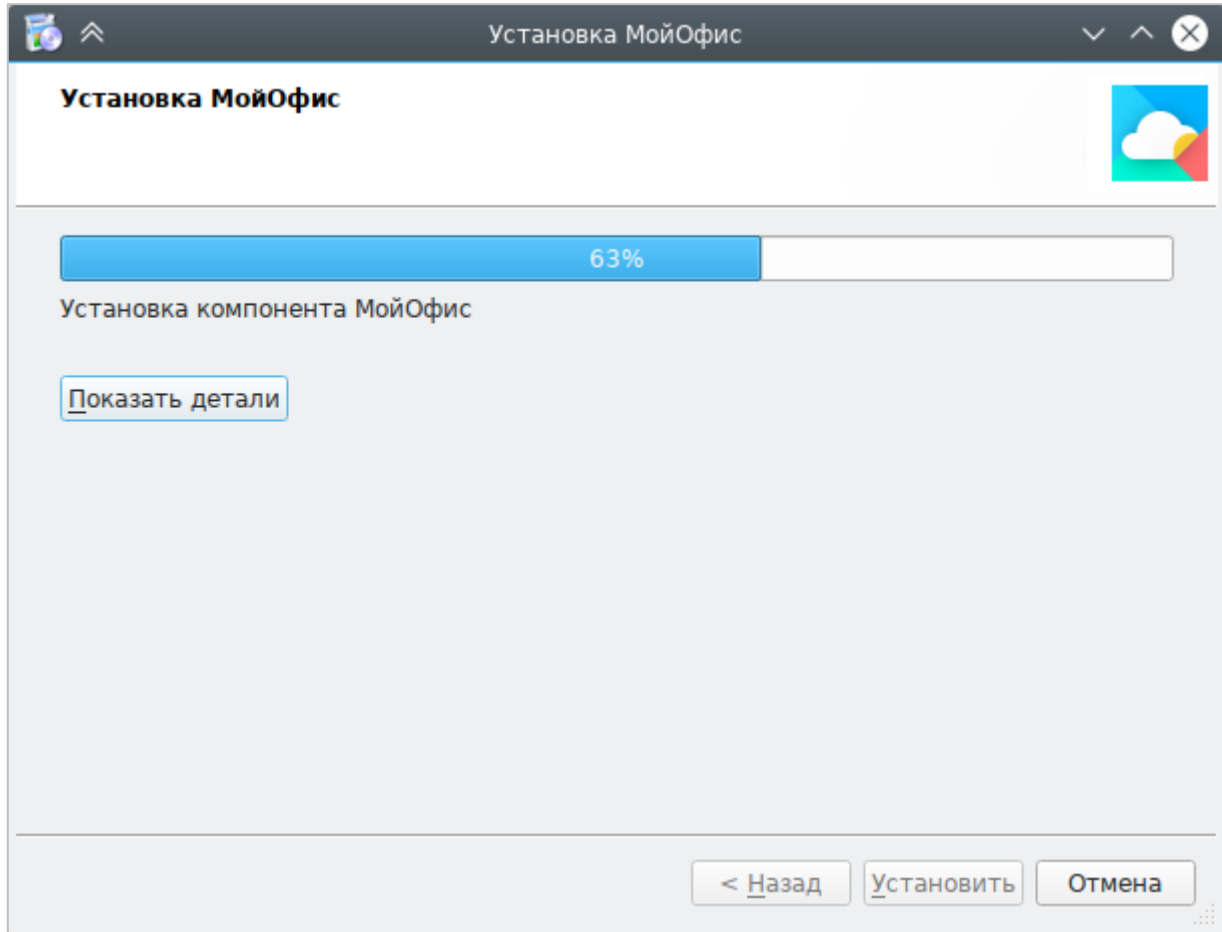 Установка МойОфис
Установка МойОфис
63%
Установка компонента МойОфис
Показать детали
< Назад
Установить
Отмена